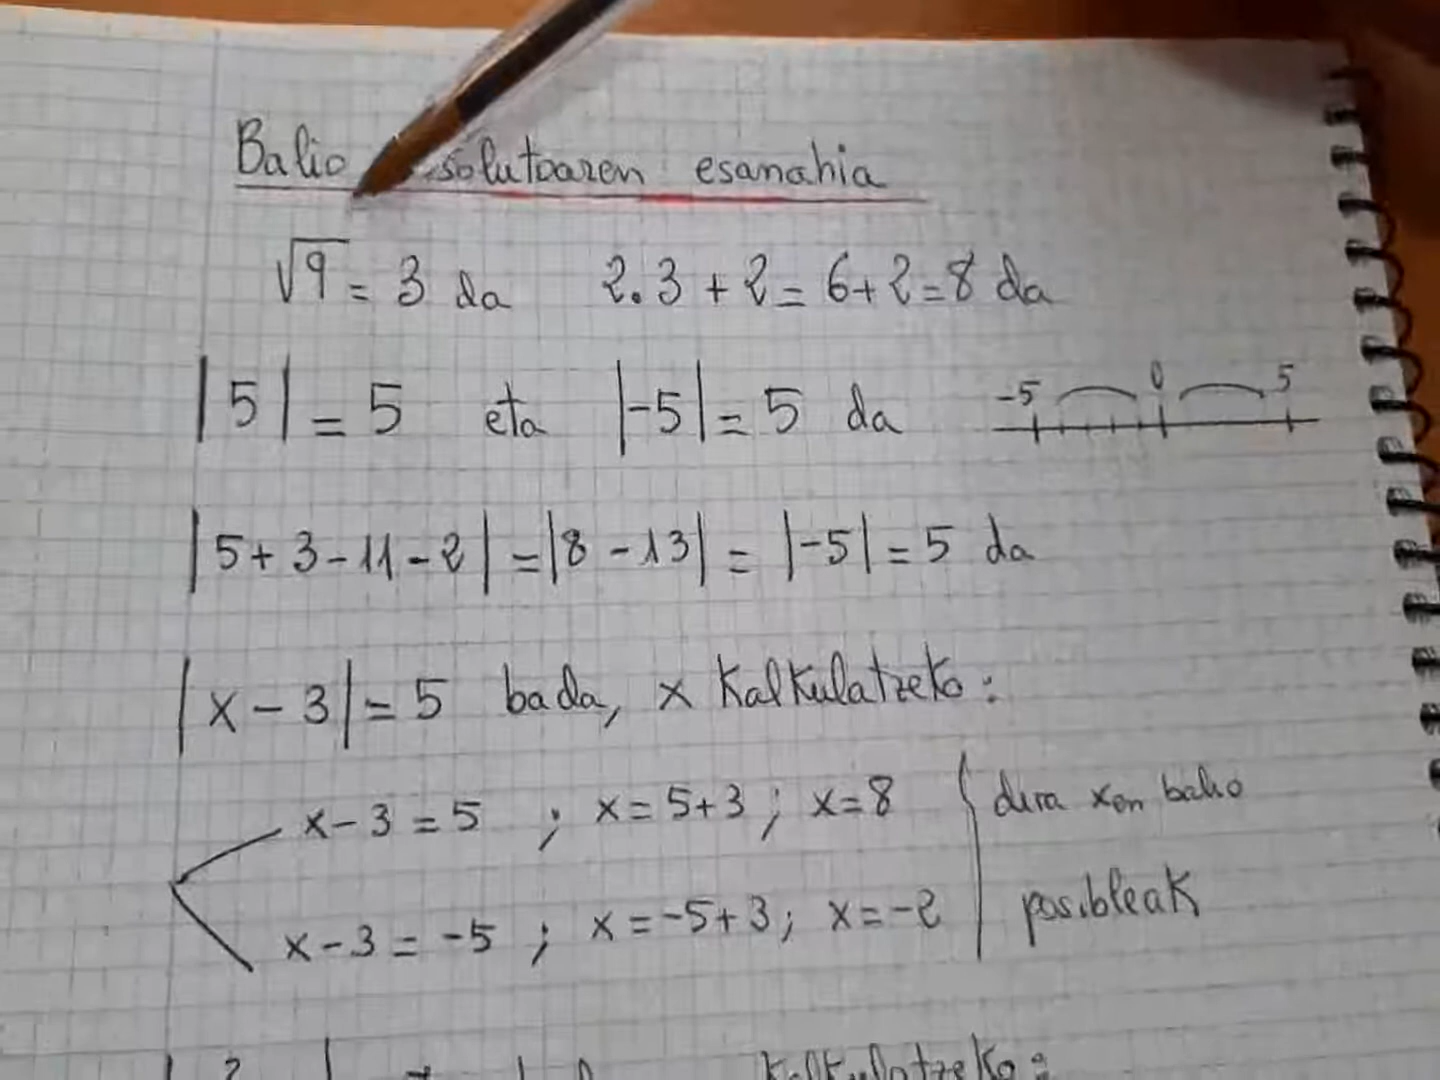 Balio solutoaren esanahia
√9 = 3 da 2.3 + 2 = 6+2=8 da
|5| = 5 eta |-5| = 5 da -5 0 5
|5+3-11-2| = |8-13| = |-5| = 5 da
|x-3| = 5 bada, x kalkulatzeko:
x-3=5 ; x=5+3 ; x=8 dira xen balio
x-3=-5 ; x=-5+3; x=-2 posibleak
kalkulatzeko: